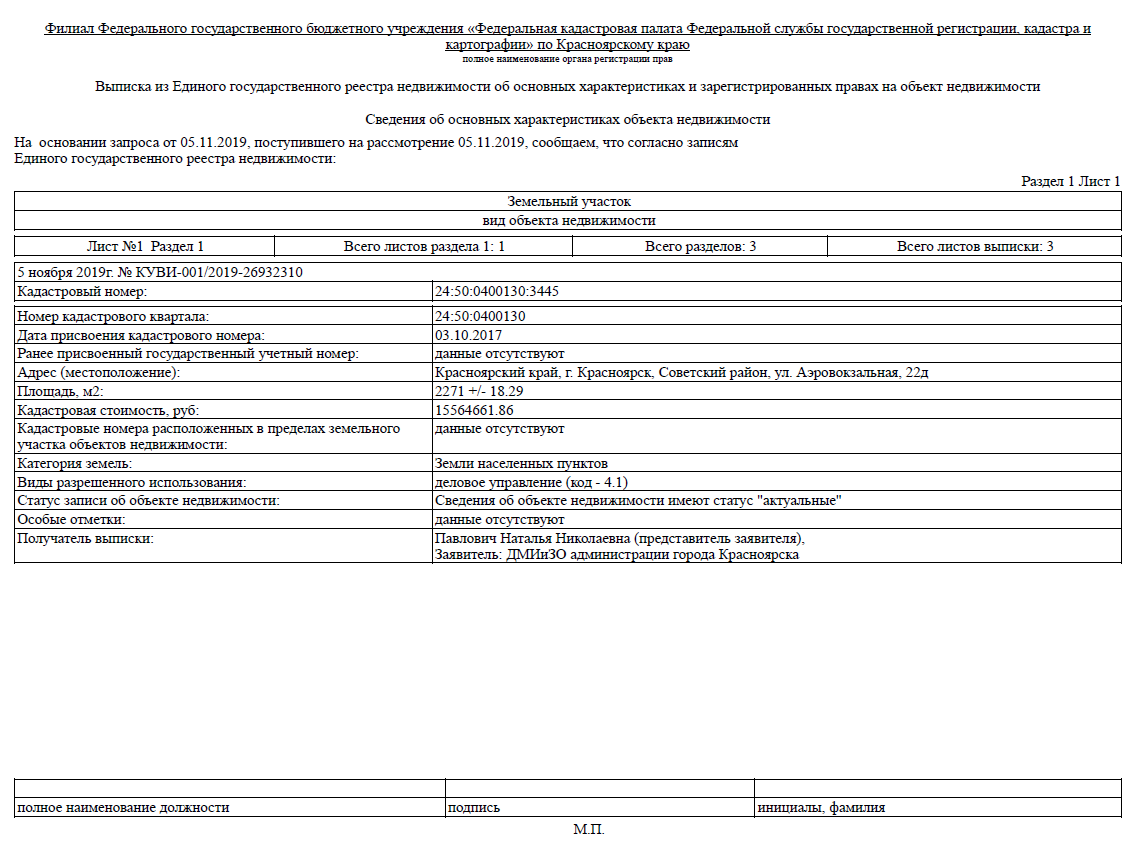 Филиал Федерального государственного бюджетного учреждения «Федеральная кадастровая палата Федеральной службы государственной регистрации, кадастра и
картографии» по Красноярскому краю
полное наименование органа регистрации прав
Выписка из Единого государственного реестра недвижимости об основных характеристиках и зарегистрированных правах на объект недвижимости
Сведения об основных характеристиках объекта недвижимости
На основании запроса от 05.11.2019, поступившего на рассмотрение 05.11.2019, сообщаем, что согласно записям
Единого государственного реестра недвижимости:
Раздел 1 Лист 1
Земельный участок
вид объекта недвижимости
Лист №1 Раздел 1 Всего листов раздела 1: 1 Всего разделов: 3 Всего листов выписки: 3
5 ноября 2019г. № КУВИ-001/2019-26932310
Кадастровый номер: 24:50:0400130:3445
Номер кадастрового квартала: 24:50:0400130
Дата присвоения кадастрового номера: 03.10.2017
Ранее присвоенный государственный учетный номер: данные отсутствуют
Адрес (местоположение): Красноярский край, г. Красноярск, Советский район, ул. Аэровокзальная, 22д
Площадь, м2: 2271 +/- 18.29
Кадастровая стоимость, руб: 15564661.86
Кадастровые номера расположенных в пределах земельного данные отсутствуют
участка объектов недвижимости:
Категория земель: Земли населенных пунктов
Виды разрешенного использования: деловое управление (код - 4.1)
Статус записи об объекте недвижимости: Сведения об объекте недвижимости имеют статус "актуальные"
Особые отметки: данные отсутствуют
Получатель выписки: Павлович Наталья Николаевна (представитель заявителя),
Заявитель: ДМИиЗО администрации города Красноярска
полное наименование должности подпись инициалы, фамилия
М.П.